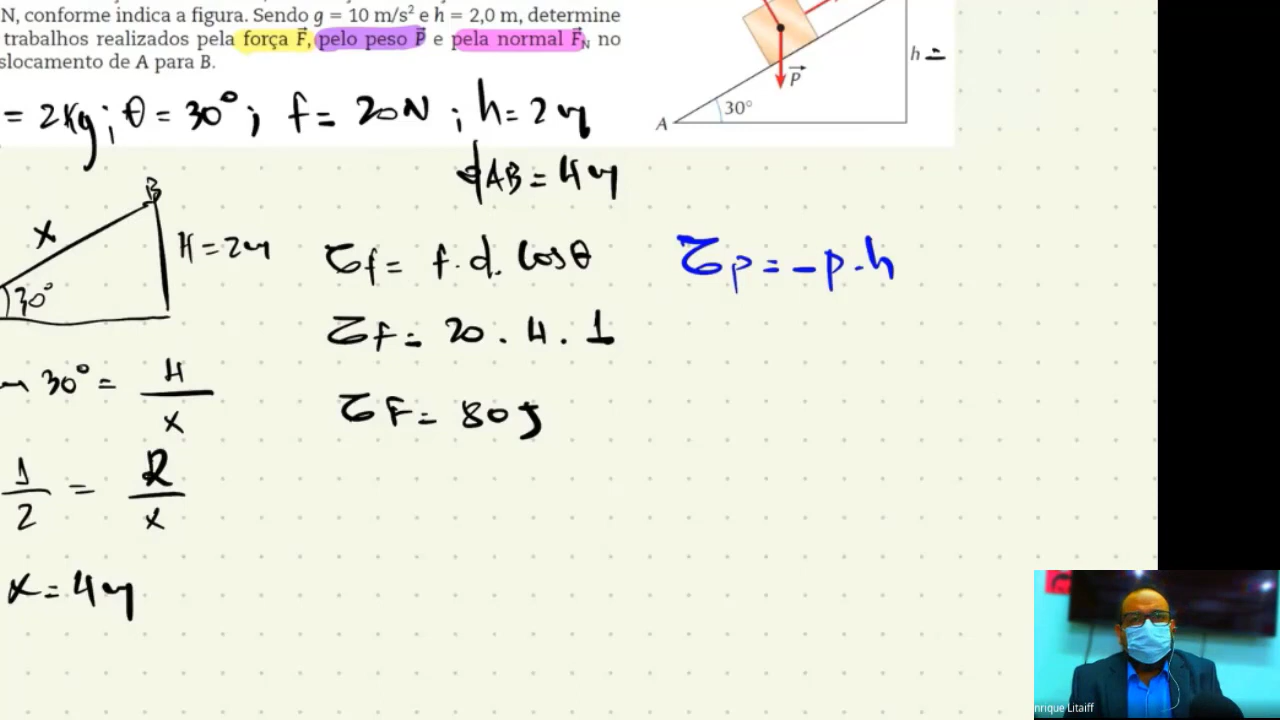 N, conforme indica a figura. Sendo g = 10 m/s² e h = 2,0 m, determine
trabalhos realizados pela força F⃗, pelo peso P⃗ e pela normal F⃗N no
slocamento de A para B.
h =
P⃗
30°
A
= 2Kg; θ = 30°; f = 20N; h = 2m
dAB = 4m
B
x
H = 2m
30°
τf = f.d.cosθ
τf = 20 . 4 . 1
τF = 80J
τp = -p.h
30° = H/x
1/2 = 2/x
x = 4m
nrique Litaiff